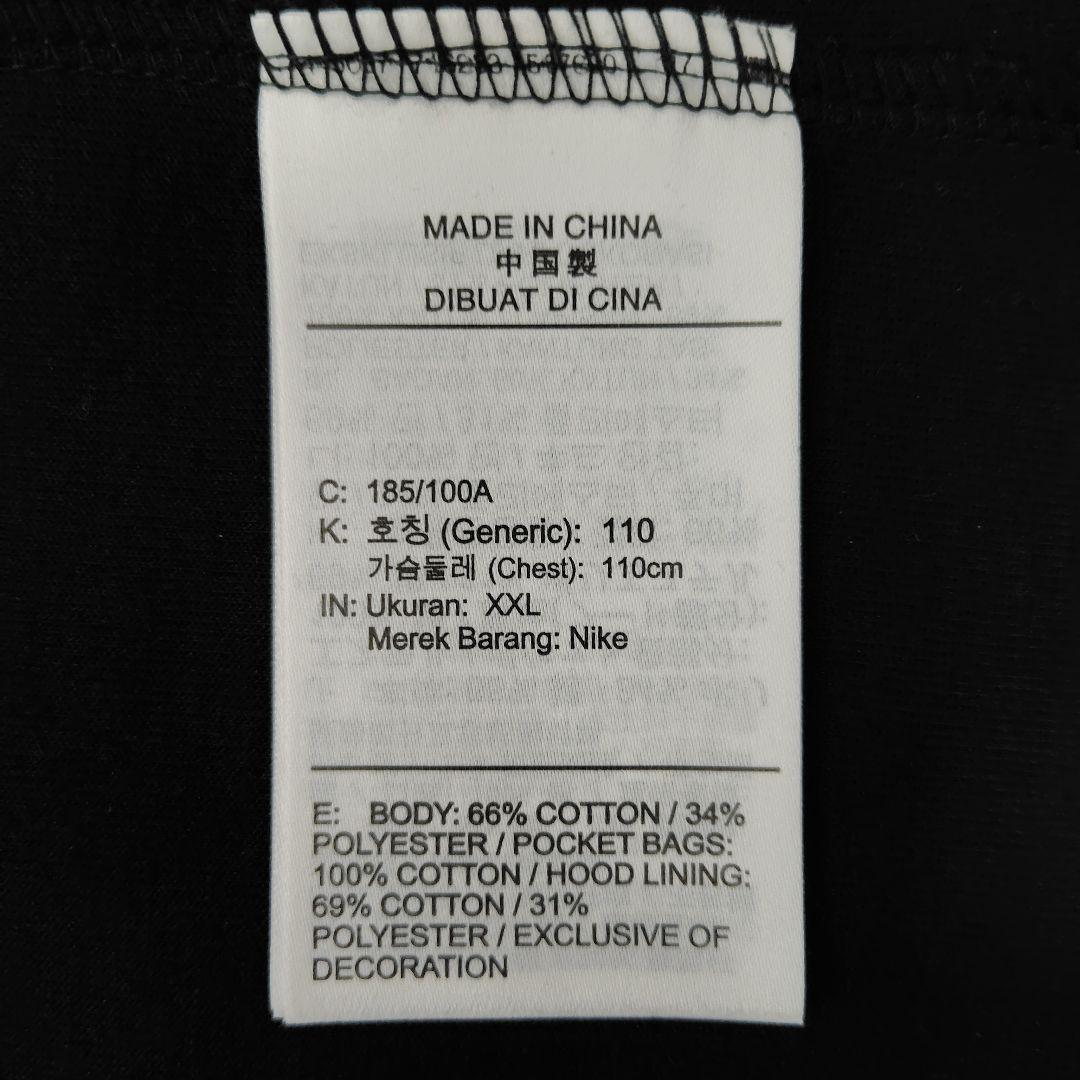 MADE IN CHINA
中国製
DIBUAT DI CINA
C: 185/100A
K: 호칭 (Generic): 110
가슴둘레 (Chest): 110cm
IN: Ukuran: XXL
Merek Barang: Nike
E: BODY: 66% COTTON / 34%
POLYESTER / POCKET BAGS:
100% COTTON / HOOD LINING:
69% COTTON / 31%
POLYESTER / EXCLUSIVE OF
DECORATION